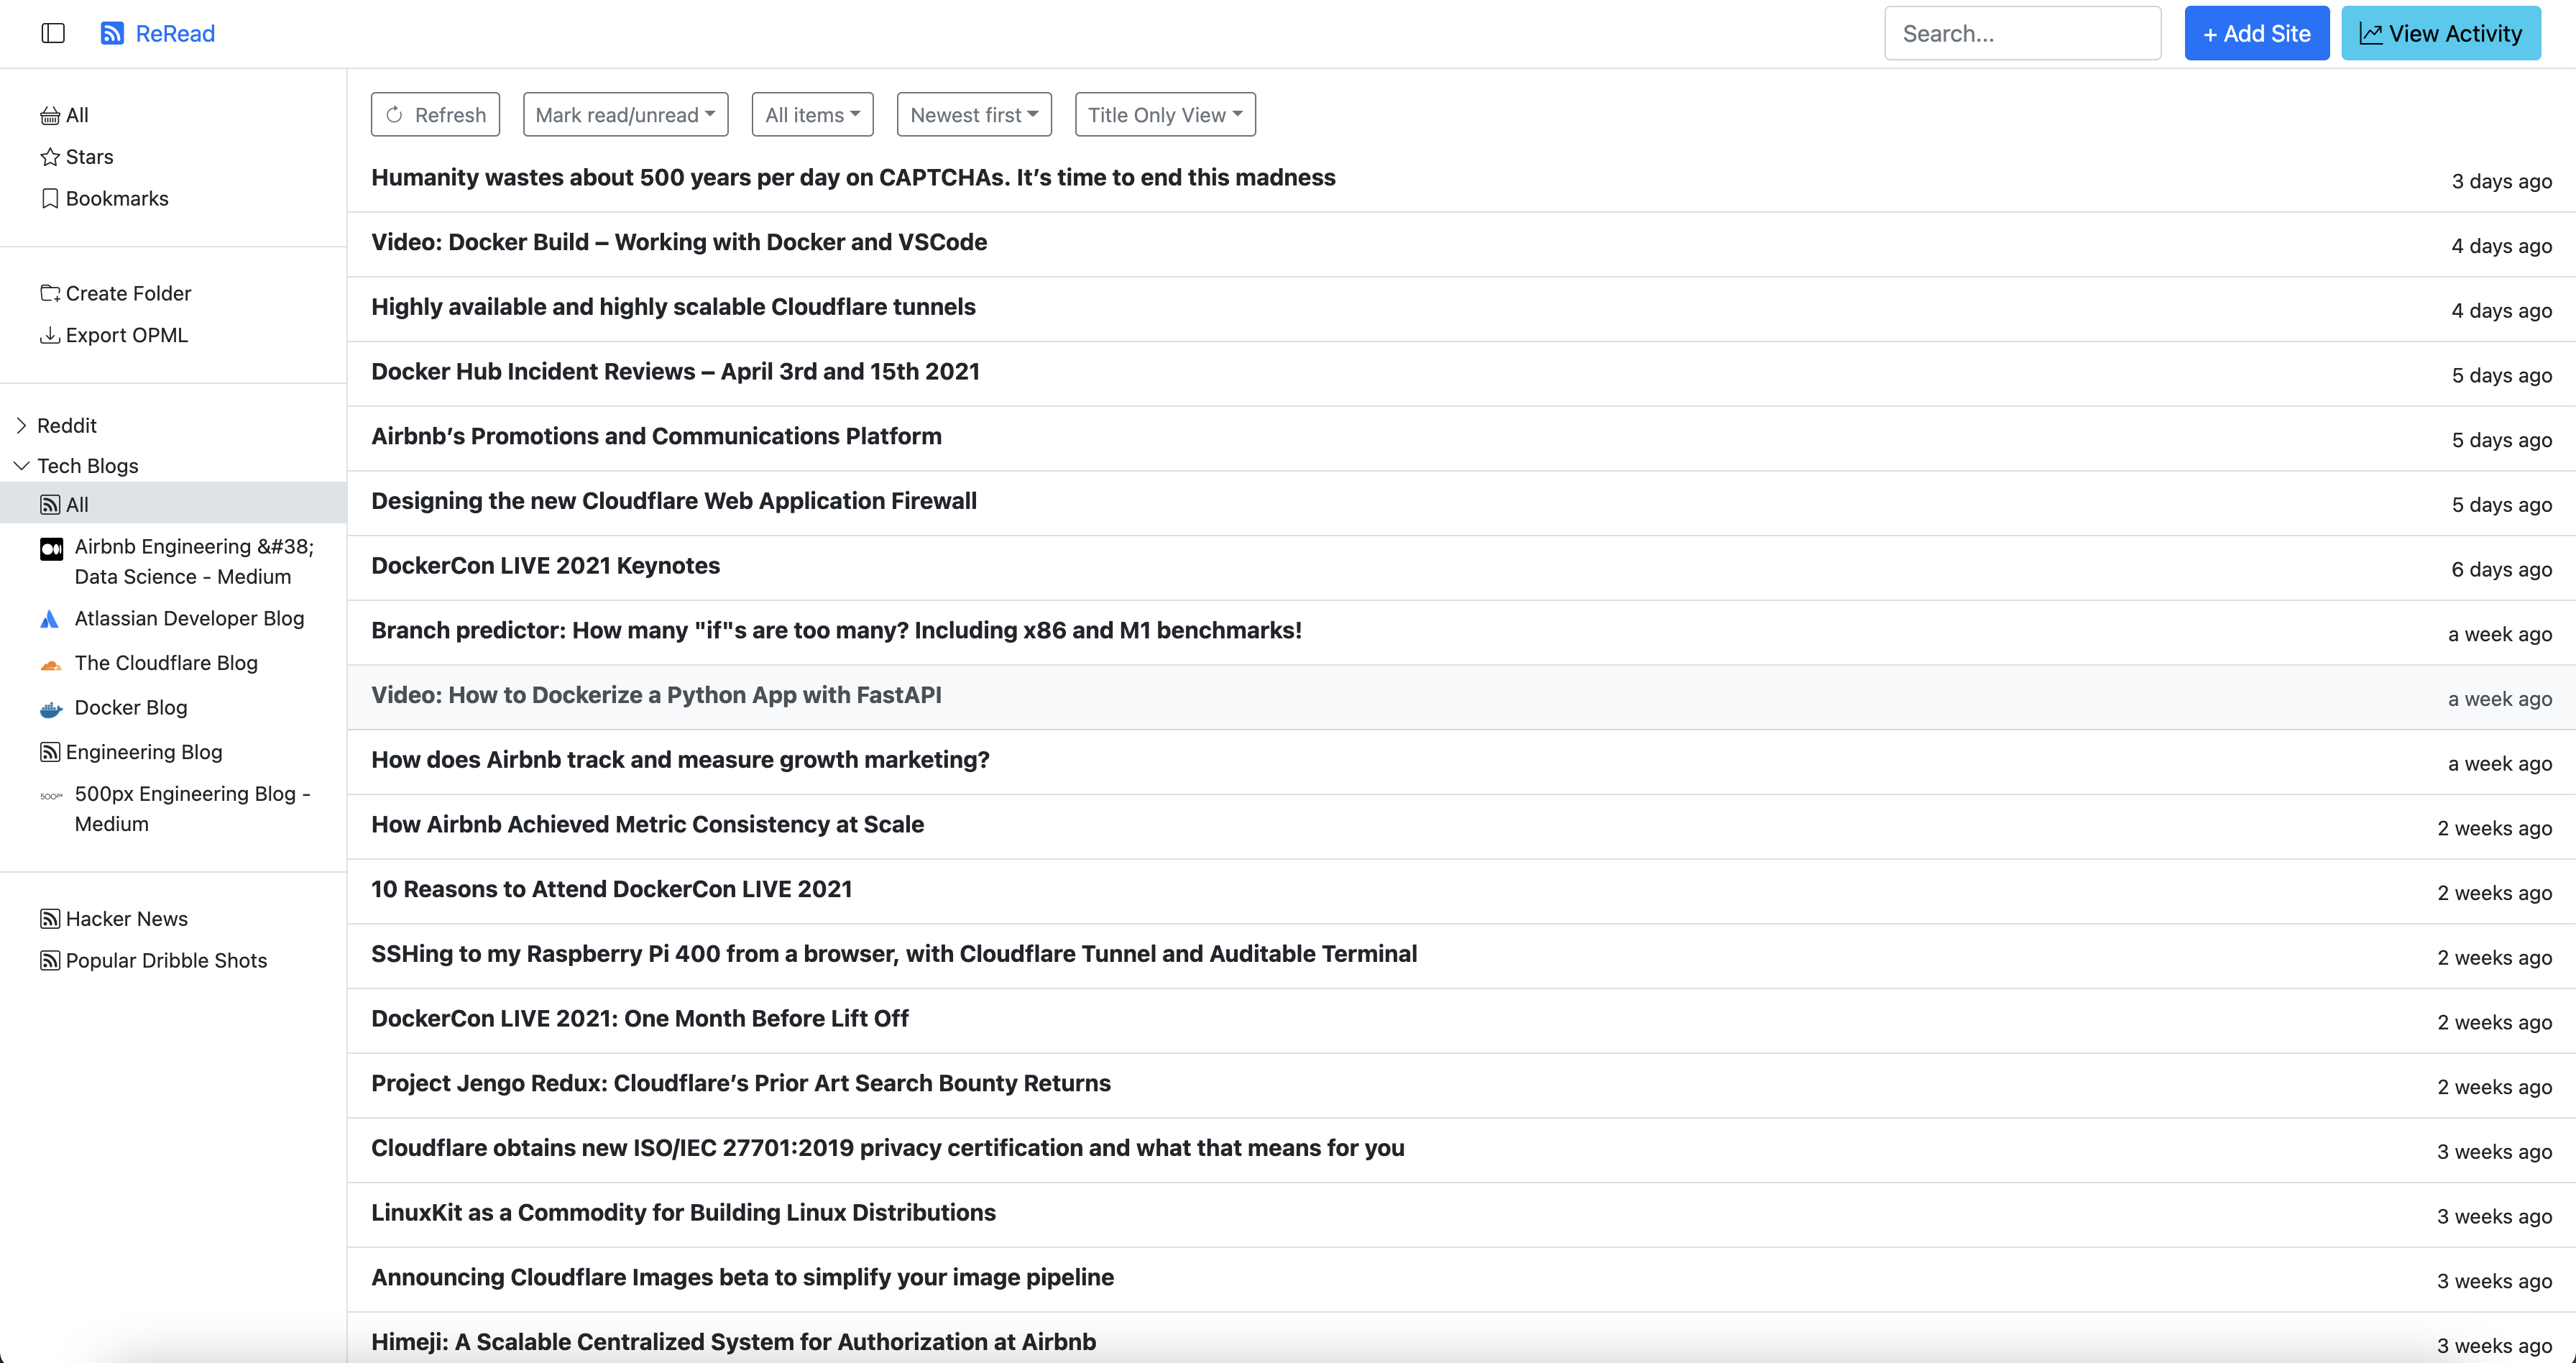 ReRead
Search...
+ Add Site
View Activity
All
Stars
Bookmarks
Create Folder
Export OPML
Reddit
Tech Blogs
All
Airbnb Engineering &#38;
Data Science - Medium
Atlassian Developer Blog
The Cloudflare Blog
Docker Blog
Engineering Blog
500px
500px Engineering Blog -
Medium
Hacker News
Popular Dribble Shots
Refresh
Mark read/unread
All items
Newest first
Title Only View
Humanity wastes about 500 years per day on CAPTCHAs. It’s time to end this madness
3 days ago
Video: Docker Build – Working with Docker and VSCode
4 days ago
Highly available and highly scalable Cloudflare tunnels
4 days ago
Docker Hub Incident Reviews – April 3rd and 15th 2021
5 days ago
Airbnb’s Promotions and Communications Platform
5 days ago
Designing the new Cloudflare Web Application Firewall
5 days ago
DockerCon LIVE 2021 Keynotes
6 days ago
Branch predictor: How many "if"s are too many? Including x86 and M1 benchmarks!
a week ago
Video: How to Dockerize a Python App with FastAPI
a week ago
How does Airbnb track and measure growth marketing?
a week ago
How Airbnb Achieved Metric Consistency at Scale
2 weeks ago
10 Reasons to Attend DockerCon LIVE 2021
2 weeks ago
SSHing to my Raspberry Pi 400 from a browser, with Cloudflare Tunnel and Auditable Terminal
2 weeks ago
DockerCon LIVE 2021: One Month Before Lift Off
2 weeks ago
Project Jengo Redux: Cloudflare’s Prior Art Search Bounty Returns
2 weeks ago
Cloudflare obtains new ISO/IEC 27701:2019 privacy certification and what that means for you
3 weeks ago
LinuxKit as a Commodity for Building Linux Distributions
3 weeks ago
Announcing Cloudflare Images beta to simplify your image pipeline
3 weeks ago
Himeji: A Scalable Centralized System for Authorization at Airbnb
3 weeks ago